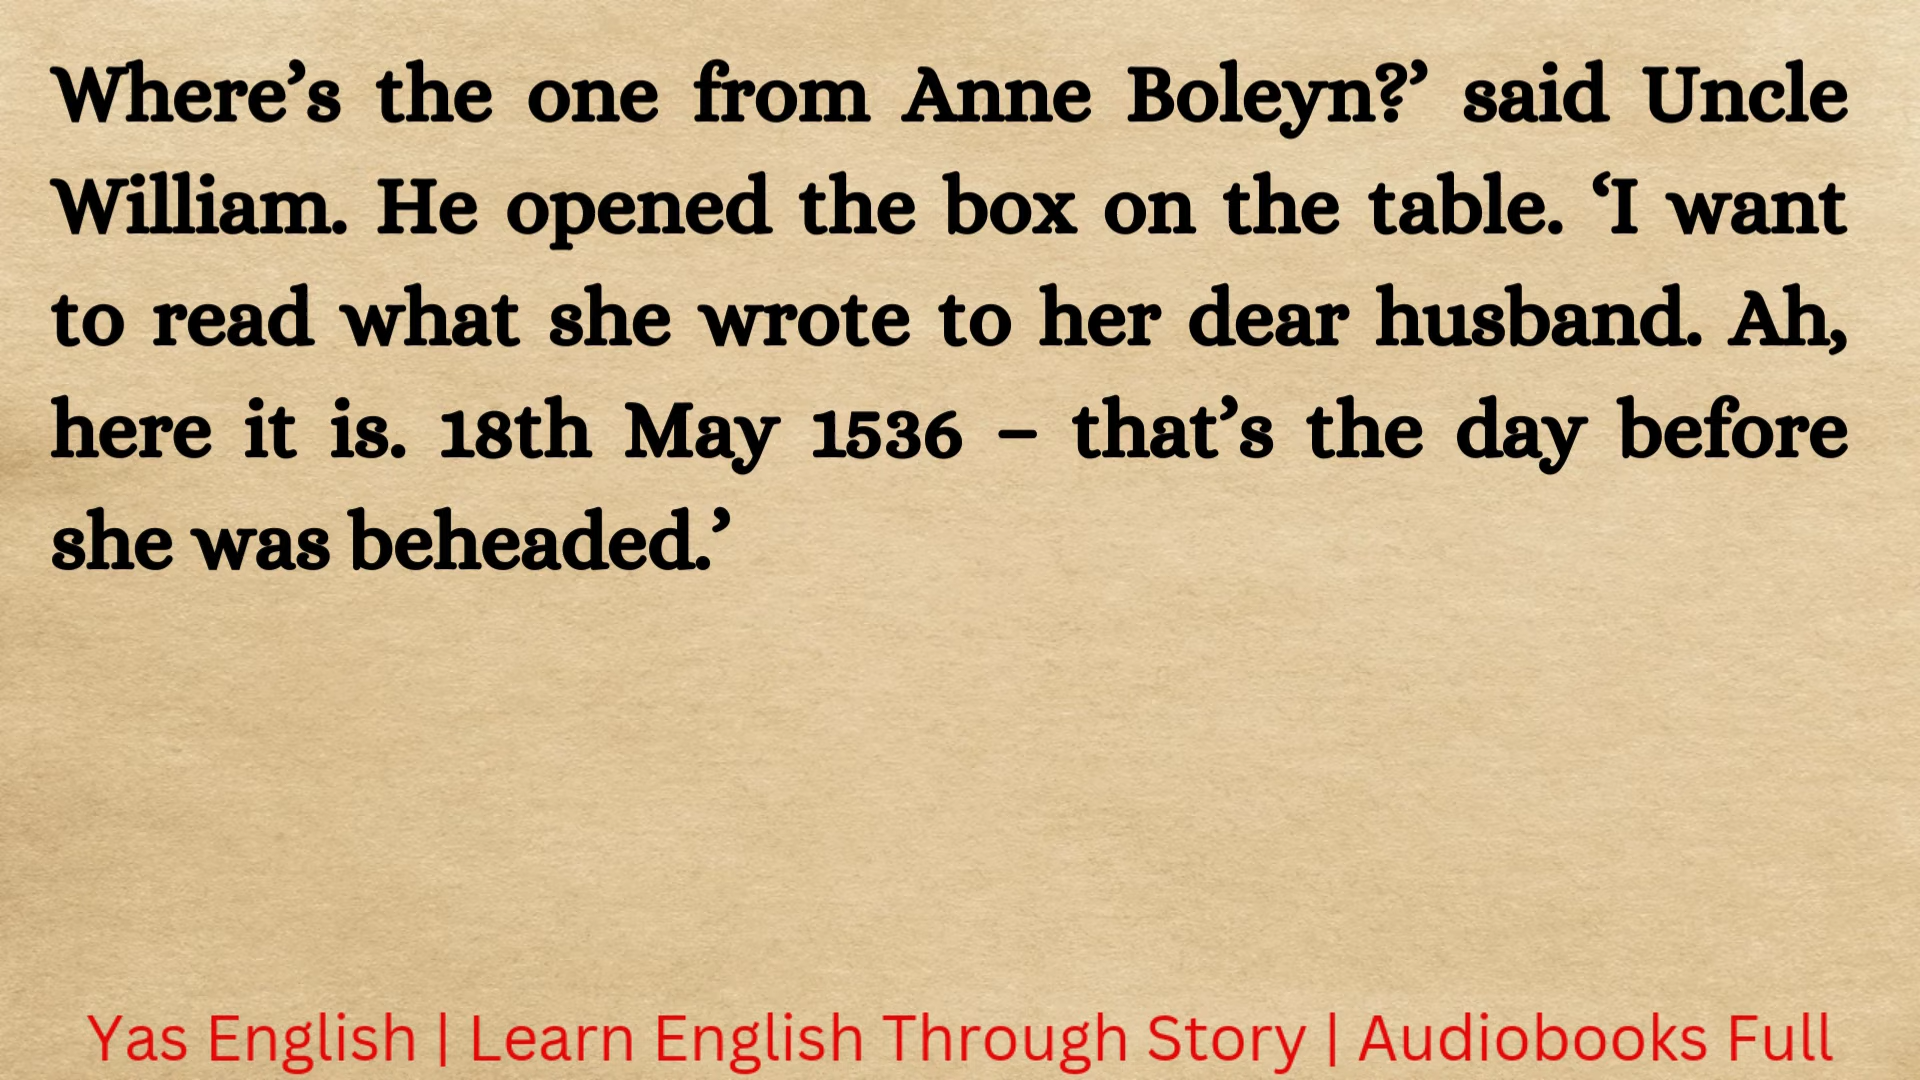 Where’s the one from Anne Boleyn?’ said Uncle
William. He opened the box on the table. ‘I want
to read what she wrote to her dear husband. Ah,
here it is. 18th May 1536 – that’s the day before
she was beheaded.’
Yas English | Learn English Through Story | Audiobooks Full